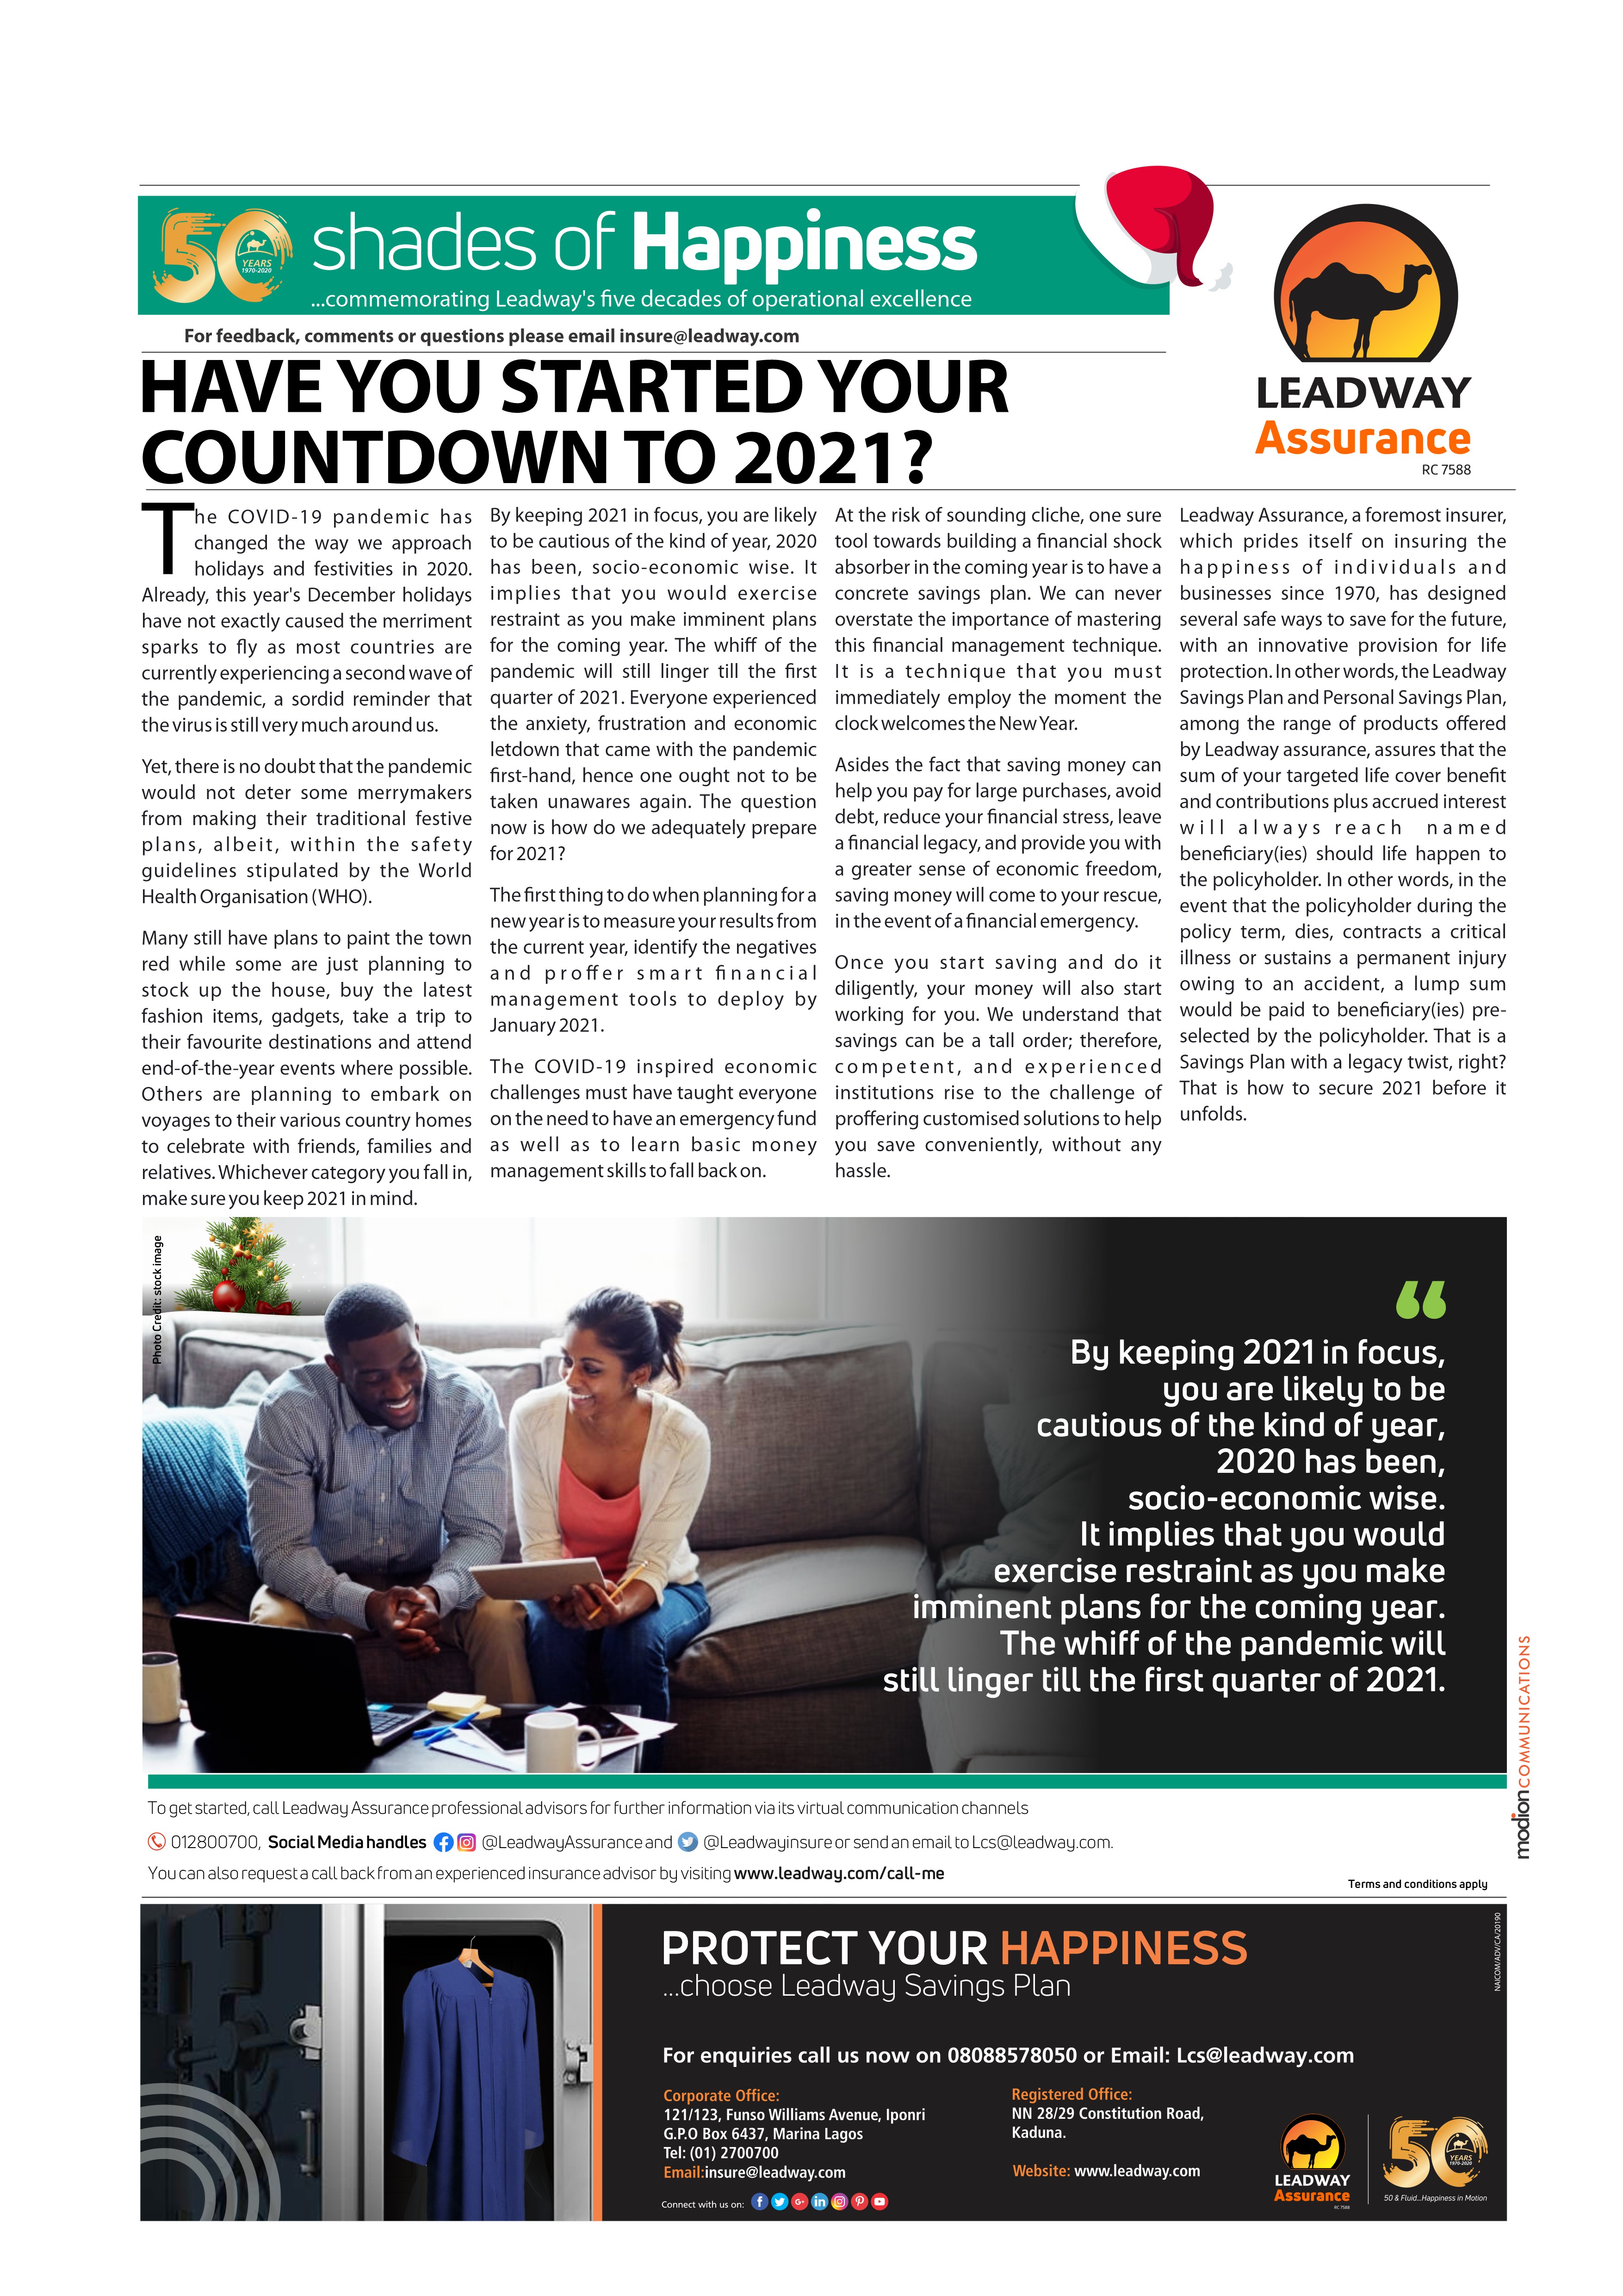 50 YEARS 1970-2020
shades of Happiness
...commemorating Leadway's five decades of operational excellence
For feedback, comments or questions please email insure@leadway.com
LEADWAY
Assurance
RC 7588
HAVE YOU STARTED YOUR
COUNTDOWN TO 2021?
The COVID-19 pandemic has
changed the way we approach
holidays and festivities in 2020.
Already, this year's December holidays
have not exactly caused the merriment
sparks to fly as most countries are
currently experiencing a second wave of
the pandemic, a sordid reminder that
the virus is still very much around us.
Yet, there is no doubt that the pandemic
would not deter some merrymakers
from making their traditional festive
plans, albeit, within the safety
guidelines stipulated by the World
Health Organisation (WHO).
Many still have plans to paint the town
red while some are just planning to
stock up the house, buy the latest
fashion items, gadgets, take a trip to
their favourite destinations and attend
end-of-the-year events where possible.
Others are planning to embark on
voyages to their various country homes
to celebrate with friends, families and
relatives. Whichever category you fall in,
make sure you keep 2021 in mind.
By keeping 2021 in focus, you are likely
to be cautious of the kind of year, 2020
has been, socio-economic wise. It
implies that you would exercise
restraint as you make imminent plans
for the coming year. The whiff of the
pandemic will still linger till the first
quarter of 2021. Everyone experienced
the anxiety, frustration and economic
letdown that came with the pandemic
first-hand, hence one ought not to be
taken unawares again. The question
now is how do we adequately prepare
for 2021?
The first thing to do when planning for a
new year is to measure your results from
the current year, identify the negatives
and proffer smart financial
management tools to deploy by
January 2021.
The COVID-19 inspired economic
challenges must have taught everyone
on the need to have an emergency fund
as well as to learn basic money
management skills to fall back on.
At the risk of sounding cliche, one sure
tool towards building a financial shock
absorber in the coming year is to have a
concrete savings plan. We can never
overstate the importance of mastering
this financial management technique.
It is a technique that you must
immediately employ the moment the
clock welcomes the New Year.
Asides the fact that saving money can
help you pay for large purchases, avoid
debt, reduce your financial stress, leave
a financial legacy, and provide you with
a greater sense of economic freedom,
saving money will come to your rescue,
in the event of a financial emergency.
Once you start saving and do it
diligently, your money will also start
working for you. We understand that
savings can be a tall order; therefore,
competent, and experienced
institutions rise to the challenge of
proffering customised solutions to help
you save conveniently, without any
hassle.
Leadway Assurance, a foremost insurer,
which prides itself on insuring the
happiness of individuals and
businesses since 1970, has designed
several safe ways to save for the future,
with an innovative provision for life
protection. In other words, the Leadway
Savings Plan and Personal Savings Plan,
among the range of products offered
by Leadway assurance, assures that the
sum of your targeted life cover benefit
and contributions plus accrued interest
will always reach named
beneficiary(ies) should life happen to
the policyholder. In other words, in the
event that the policyholder during the
policy term, dies, contracts a critical
illness or sustains a permanent injury
owing to an accident, a lump sum
would be paid to beneficiary(ies) pre-
selected by the policyholder. That is a
Savings Plan with a legacy twist, right?
That is how to secure 2021 before it
unfolds.
Photo Credit: stock image
“
By keeping 2021 in focus,
you are likely to be
cautious of the kind of year,
2020 has been,
socio-economic wise.
It implies that you would
exercise restraint as you make
imminent plans for the coming year.
The whiff of the pandemic will
still linger till the first quarter of 2021.
modion COMMUNICATIONS
To get started, call Leadway Assurance professional advisors for further information via its virtual communication channels
012800700, Social Media handles @LeadwayAssurance and @Leadwayinsure or send an email to Lcs@leadway.com.
You can also request a call back from an experienced insurance advisor by visiting www.leadway.com/call-me
Terms and conditions apply
PROTECT YOUR HAPPINESS
...choose Leadway Savings Plan
NAICOM/ADV/CA/20190
For enquiries call us now on 08088578050 or Email: Lcs@leadway.com
Corporate Office:
121/123, Funso Williams Avenue, Iponri
G.P.O Box 6437, Marina Lagos
Tel: (01) 2700700
Email:insure@leadway.com
Connect with us on:
Registered Office:
NN 28/29 Constitution Road,
Kaduna.
Website: www.leadway.com
LEADWAY
Assurance
RC 7588
50 YEARS 1970-2020
50 & Fluid...Happiness in Motion